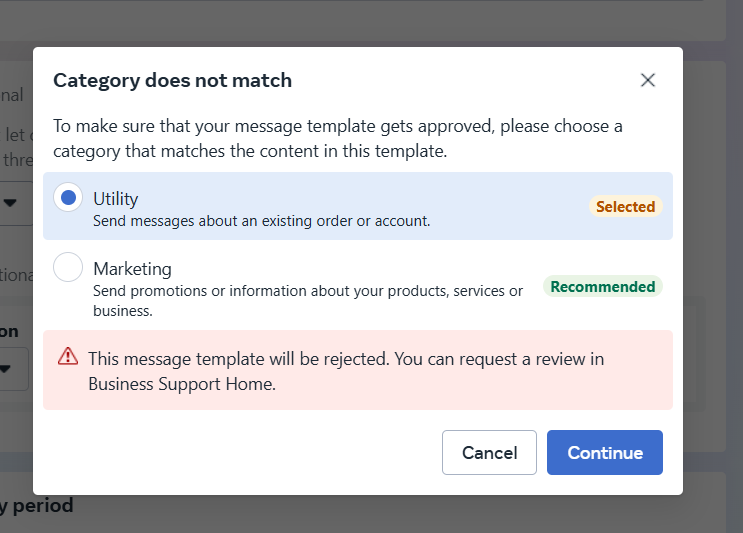 Category does not match
nal
To make sure that your message template gets approved, please choose a
let
category that matches the content in this template.
thre
Utility
Selected
Send messages about an existing order or account.
Marketing
tiona
Send promotions or information about your products, services or
Recommended
business.
on
This message template will be rejected. You can request a review in
Business Support Home.
Cancel
Continue
y period